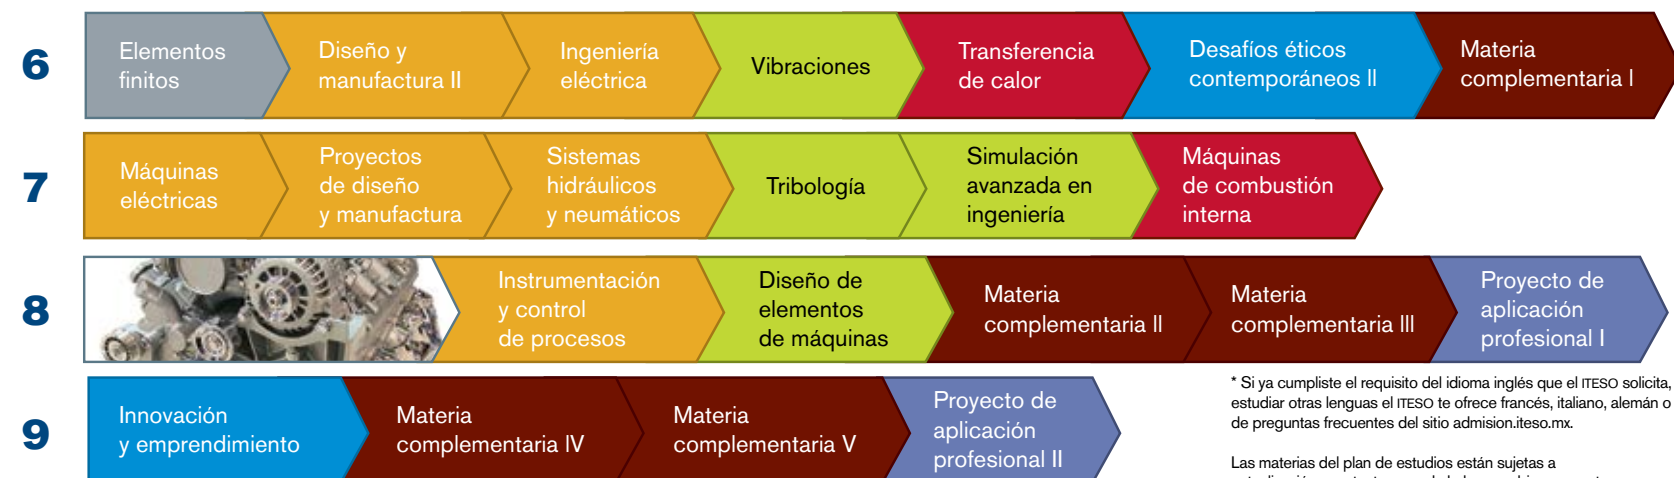 6
Elementos
finitos
Diseño y
manufactura II
Ingeniería
eléctrica
Vibraciones
Transferencia
de calor
Desafíos éticos
contemporáneos II
Materia
complementaria I
7
Máquinas
eléctricas
Proyectos
de diseño
y manufactura
Sistemas
hidráulicos
y neumáticos
Tribología
Simulación
avanzada en
ingeniería
Máquinas
de combustión
interna
8
Instrumentación
y control
de procesos
Diseño de
elementos
de máquinas
Materia
complementaria II
Materia
complementaria III
Proyecto de
aplicación
profesional I
9
Innovación
y emprendimiento
Materia
complementaria IV
Materia
complementaria V
Proyecto de
aplicación
profesional II
* Si ya cumpliste el requisito del idioma inglés que el ITESO solicita,
estudiar otras lenguas el ITESO te ofrece francés, italiano, alemán o
de preguntas frecuentes del sitio admision.iteso.mx.
Las materias del plan de estudios están sujetas a